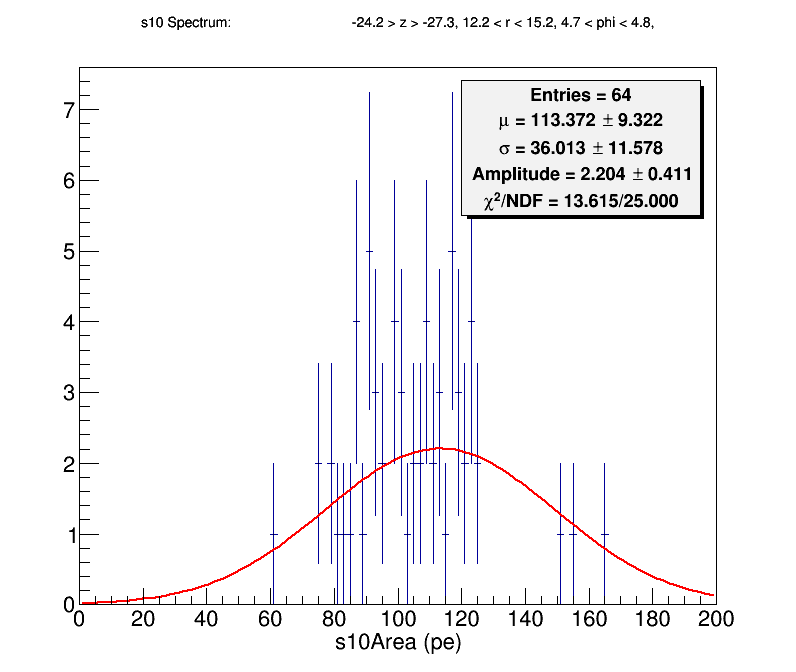 s10 Spectrum: -24.2 > z > -27.3, 12.2 < r < 15.2, 4.7 < phi < 4.8,
Entries = 64
μ = 113.372 ± 9.322
σ = 36.013 ± 11.578
Amplitude = 2.204 ± 0.411
χ²/NDF = 13.615/25.000
7
6
5
4
3
2
1
0
0 20 40 60 80 100 120 140 160 180 200
s10Area (pe)